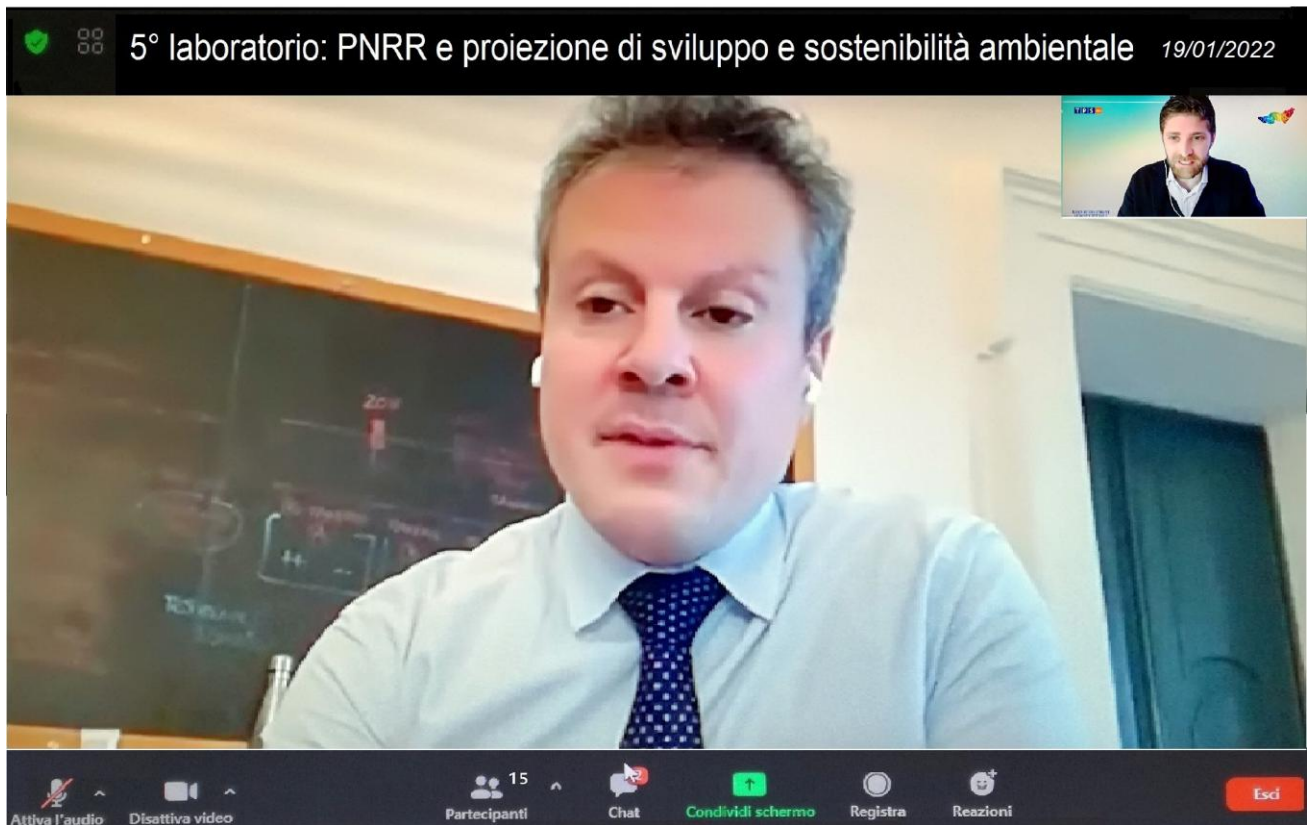 5° laboratorio: PNRR e proiezione di sviluppo e sostenibilità ambientale 19/01/2022
15
2
Attiva l'audio Disattiva video Partecipanti Chat Condividi schermo Registra Reazioni Esci